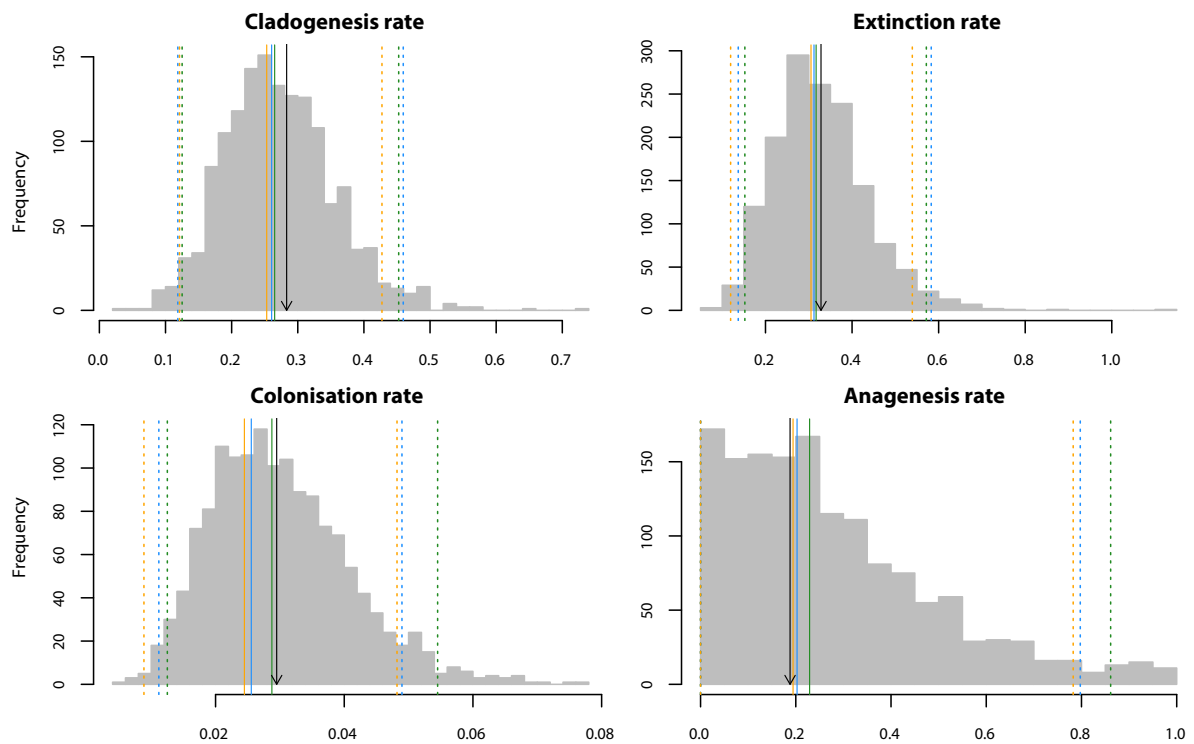 Cladogenesis rate
Extinction rate
Frequency
0
50
100
150
0.0 0.1 0.2 0.3 0.4 0.5 0.6 0.7
0
50
100
150
200
250
300
0.2 0.4 0.6 0.8 1.0
Colonisation rate
Anagenesis rate
Frequency
0
20
40
60
80
100
120
0.02 0.04 0.06 0.08
0
50
100
150
0.0 0.2 0.4 0.6 0.8 1.0